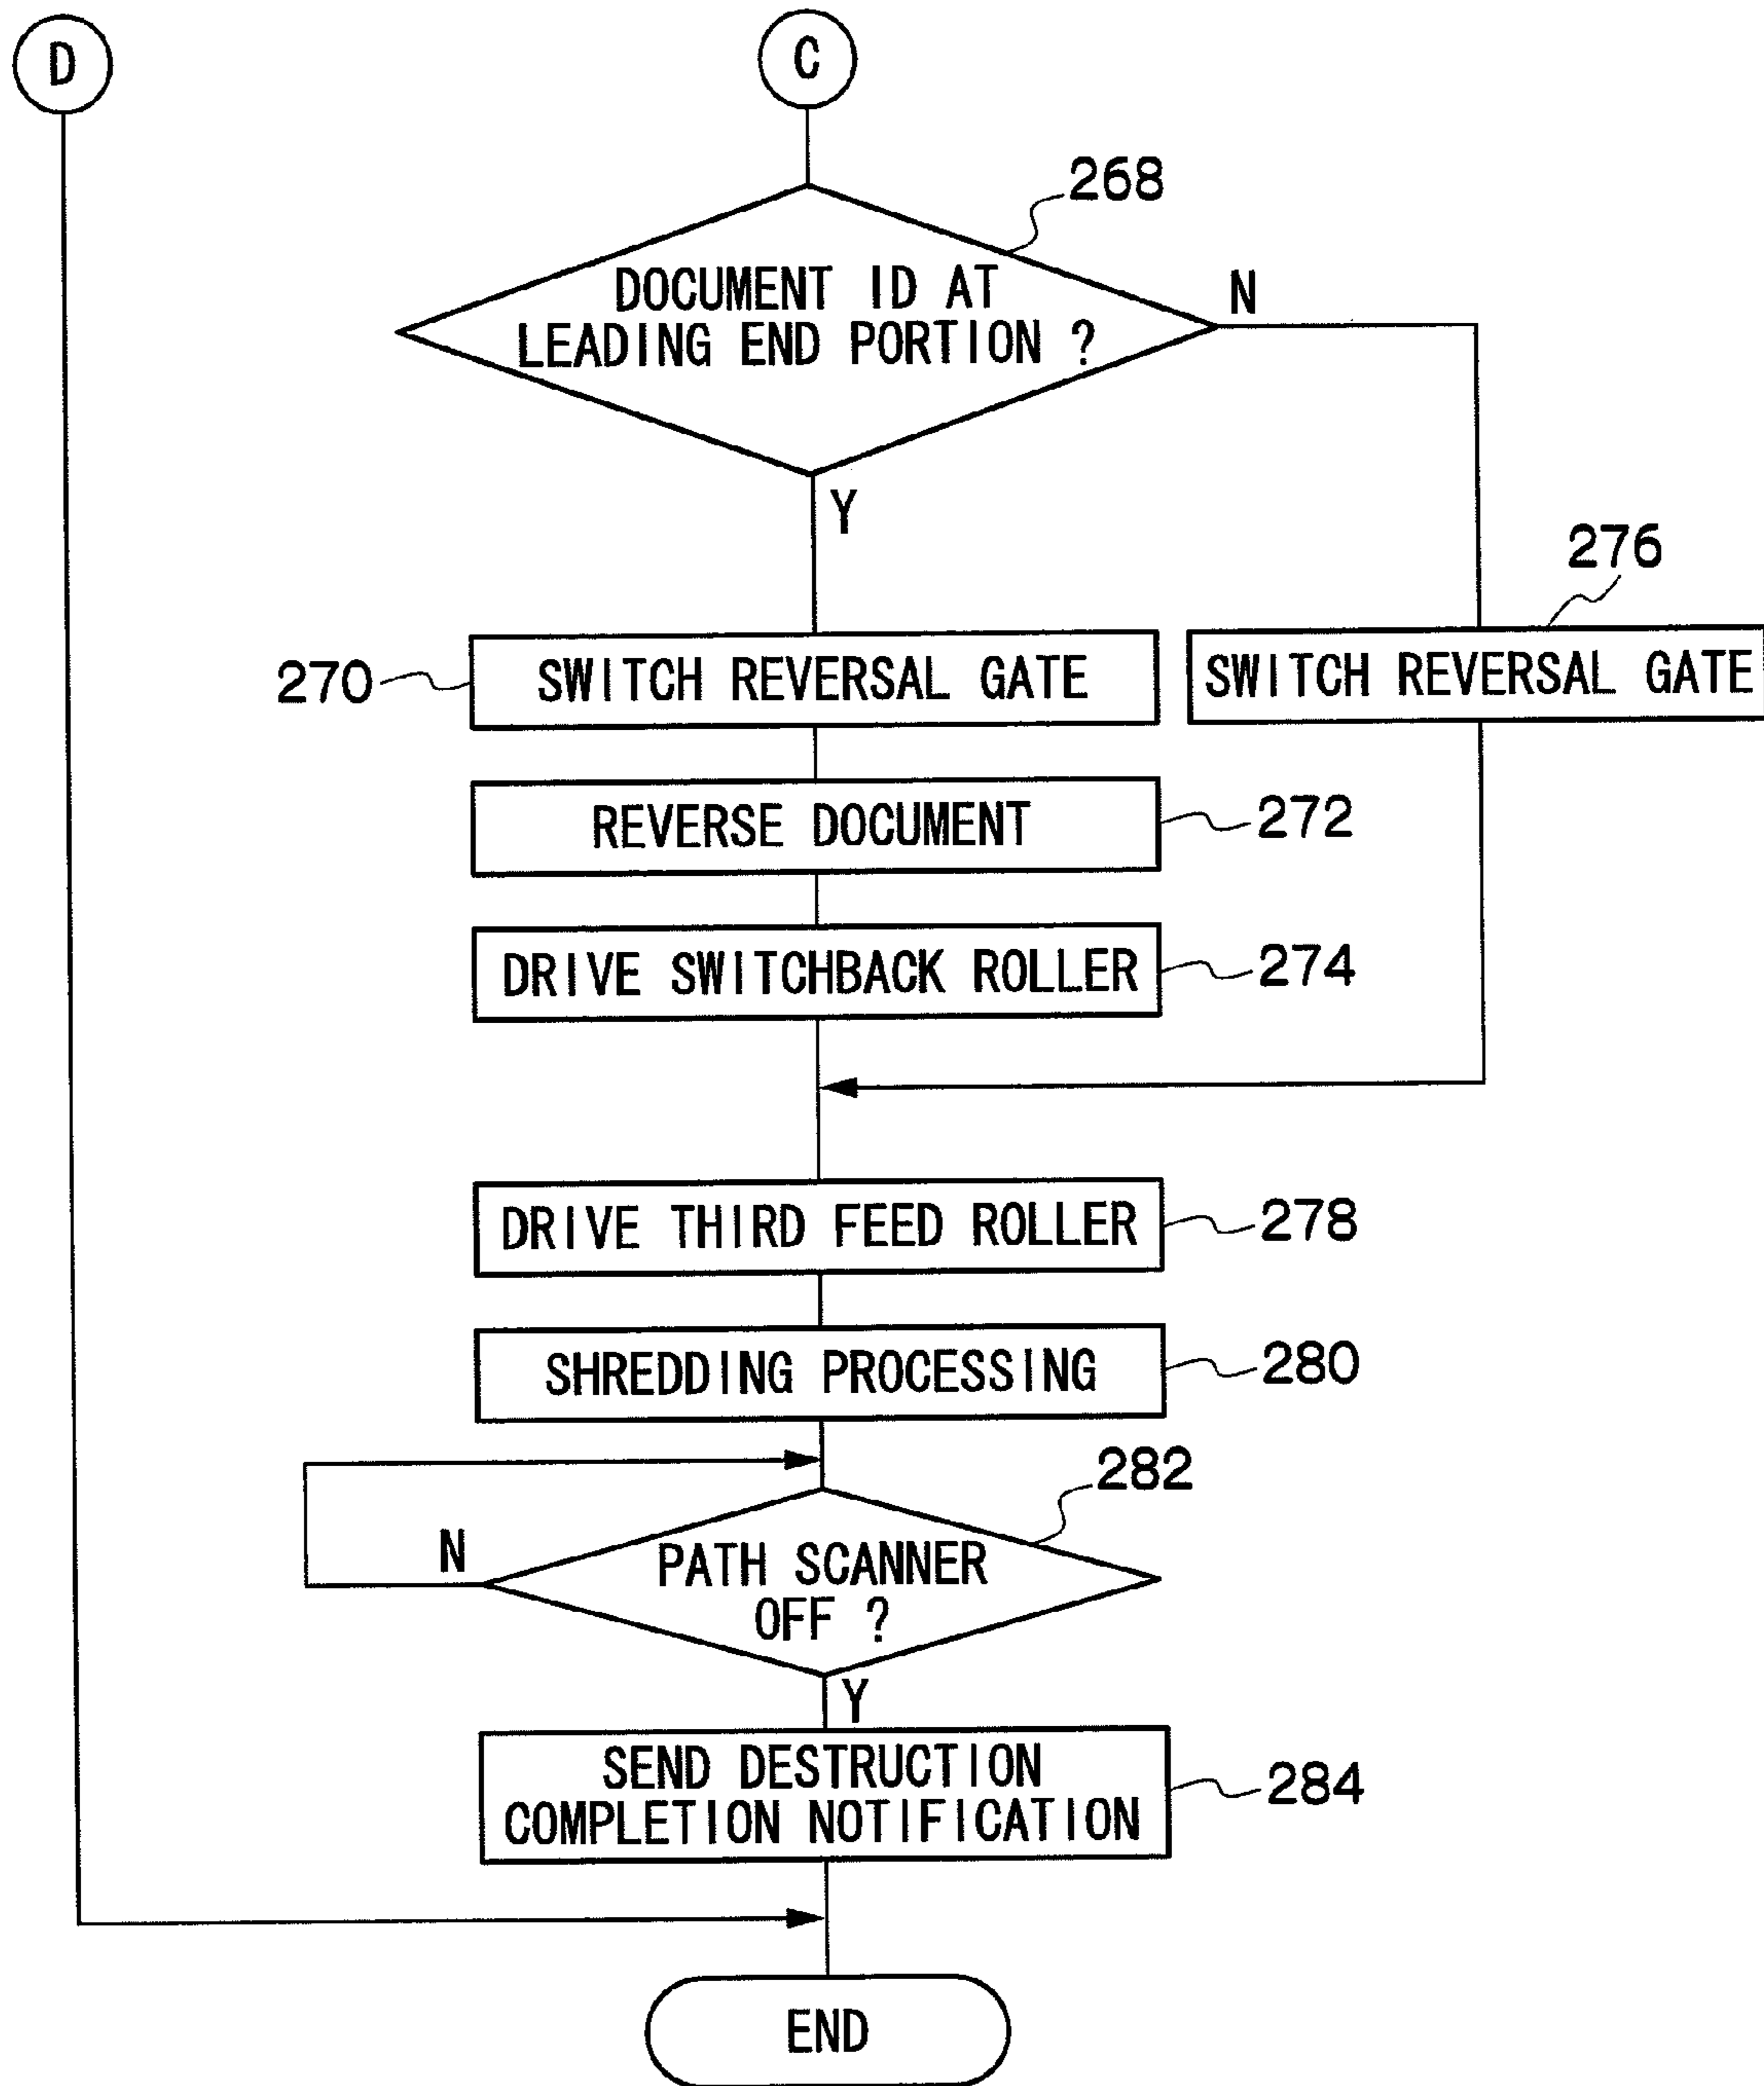 D
C
268
DOCUMENT ID AT
LEADING END PORTION ?
N
Y
276
270
SWITCH REVERSAL GATE
SWITCH REVERSAL GATE
REVERSE DOCUMENT
272
DRIVE SWITCHBACK ROLLER
274
DRIVE THIRD FEED ROLLER
278
SHREDDING PROCESSING
280
282
N
PATH SCANNER
OFF ?
Y
SEND DESTRUCTION
COMPLETION NOTIFICATION
284
END